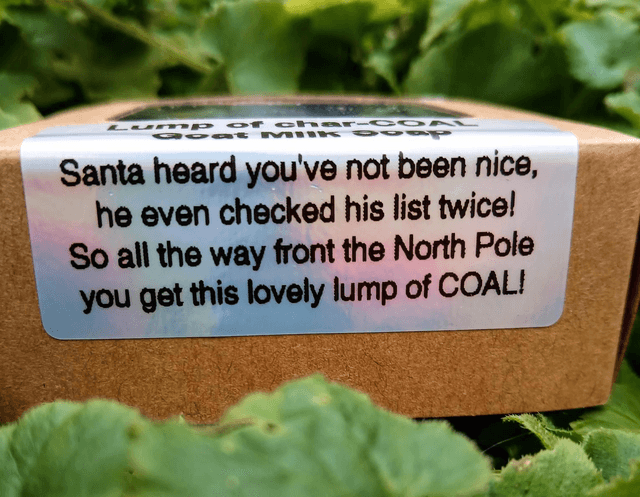 Lump of char-COAL
Goat Milk Soap
Santa heard you've not been nice,
he even checked his list twice!
So all the way front the North Pole
you get this lovely lump of COAL!